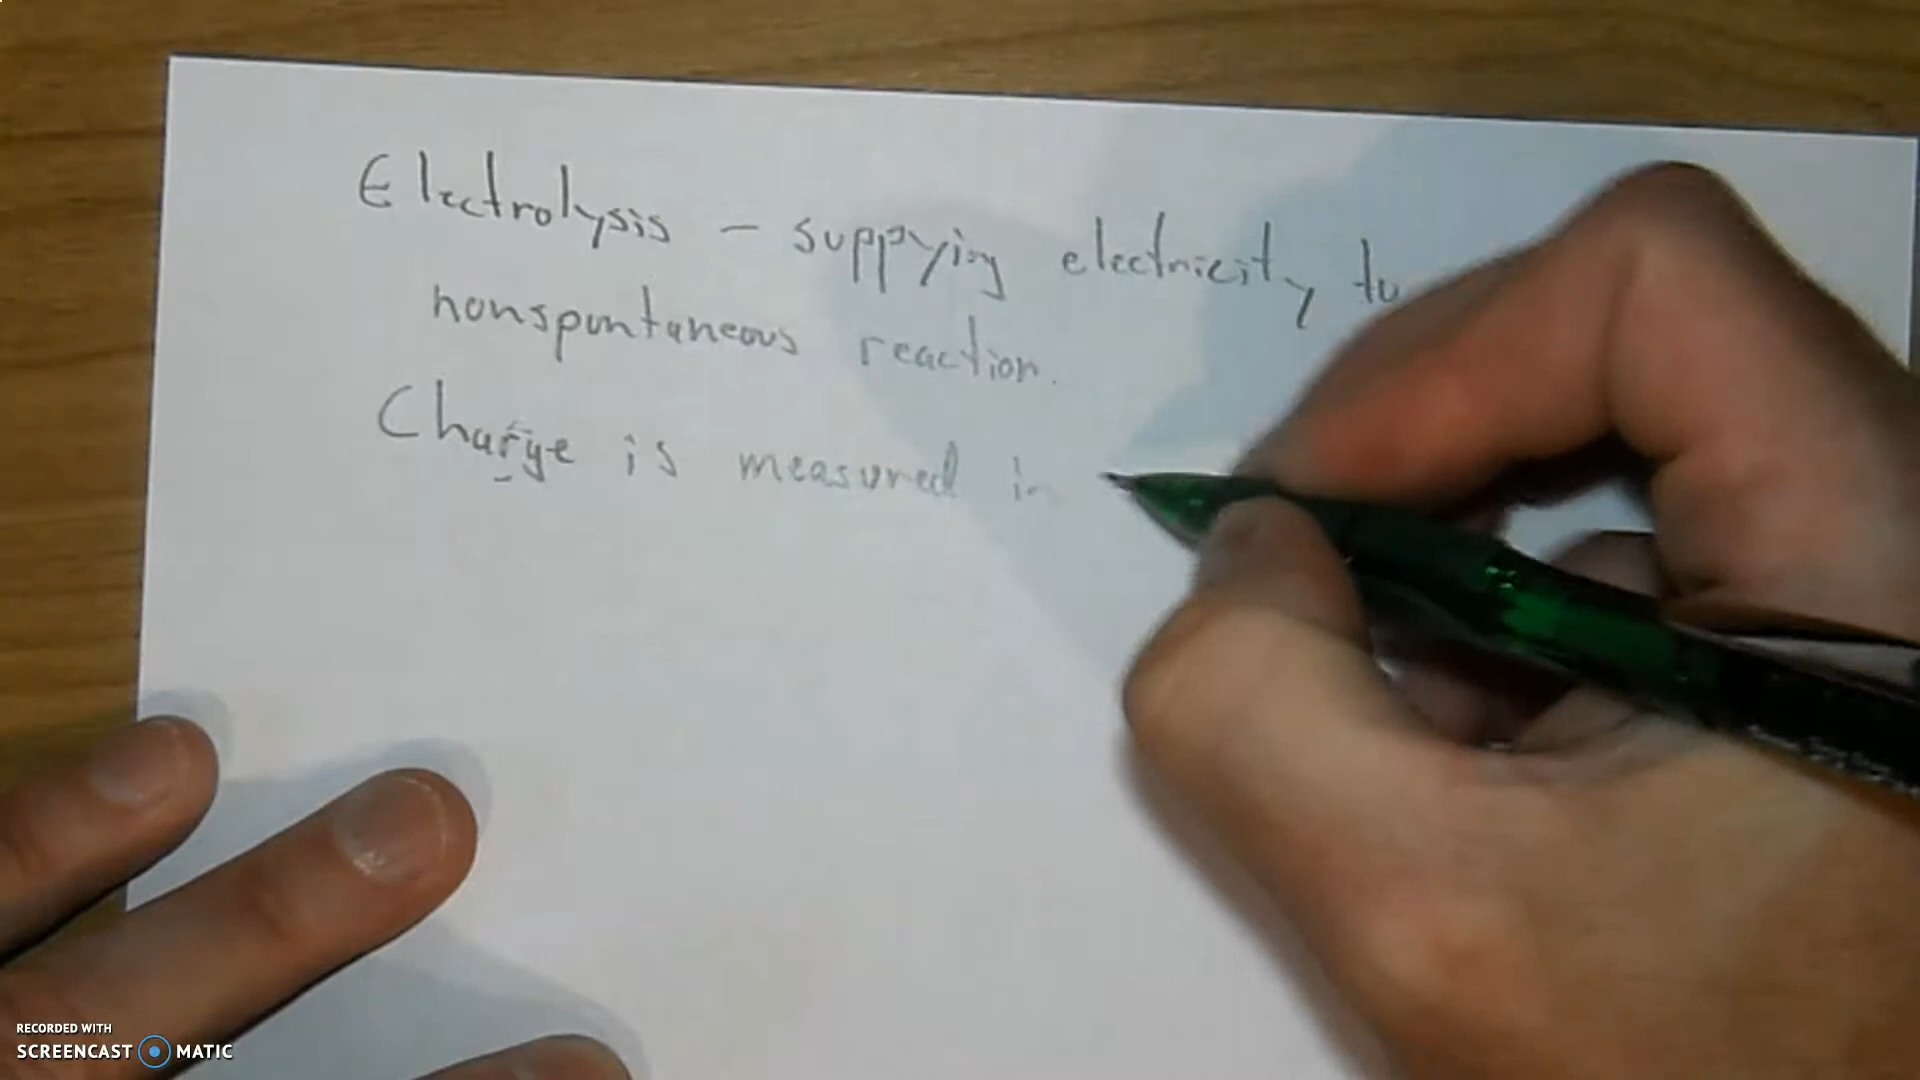 Electrolysis - suppying electricity to
nonspontaneous reaction.
Charge is measured in
RECORDED WITH
SCREENCAST MATIC